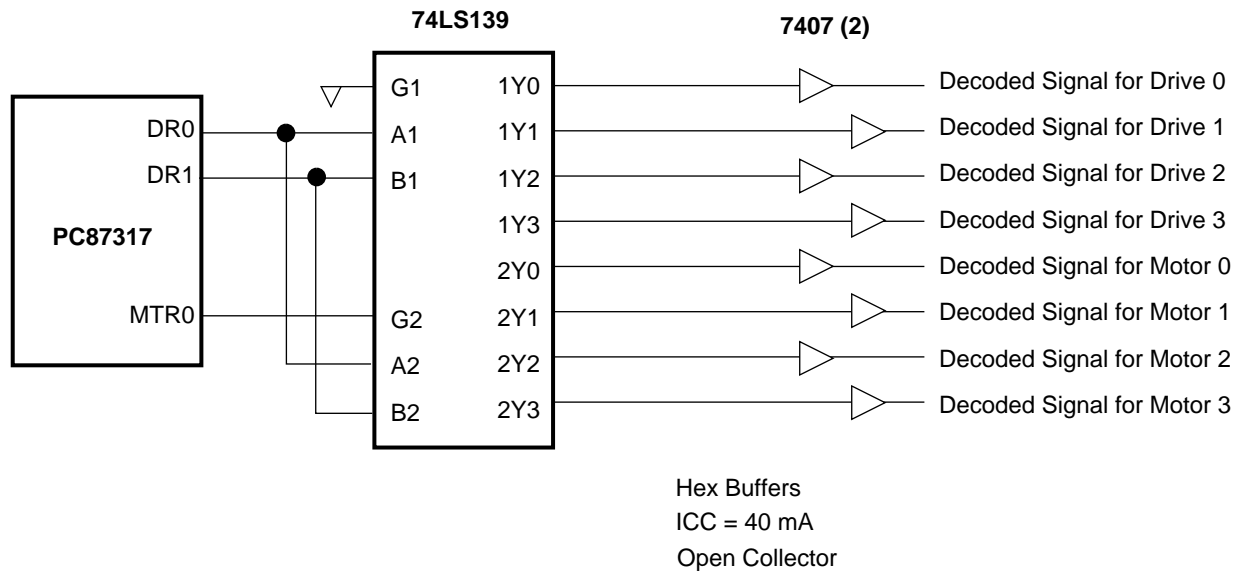 74LS139
7407 (2)
PC87317
DR0
DR1
MTR0
G1
A1
B1
G2
A2
B2
1Y0
1Y1
1Y2
1Y3
2Y0
2Y1
2Y2
2Y3
Decoded Signal for Drive 0
Decoded Signal for Drive 1
Decoded Signal for Drive 2
Decoded Signal for Drive 3
Decoded Signal for Motor 0
Decoded Signal for Motor 1
Decoded Signal for Motor 2
Decoded Signal for Motor 3
Hex Buffers
ICC = 40 mA
Open Collector